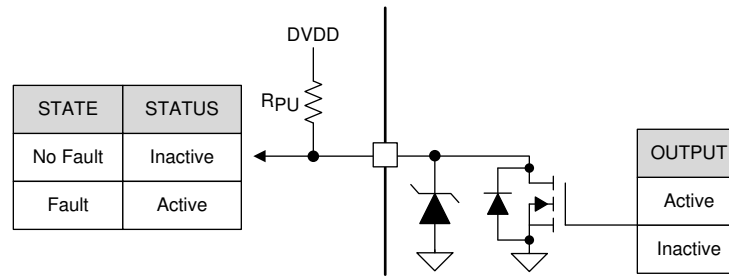 DVDD
RPU
STATE STATUS
No Fault Inactive
Fault Active
OUTPUT
Active
Inactive